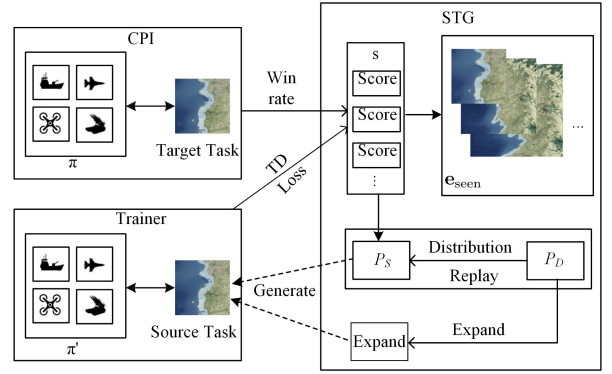 CPI
π
Target Task
Win
rate
TD
Loss
Trainer
π'
Source Task
Generate
STG
s
Score
Score
Score
⋮
e_seen
...
P_S
Distribution
Replay
P_D
Expand
Expand